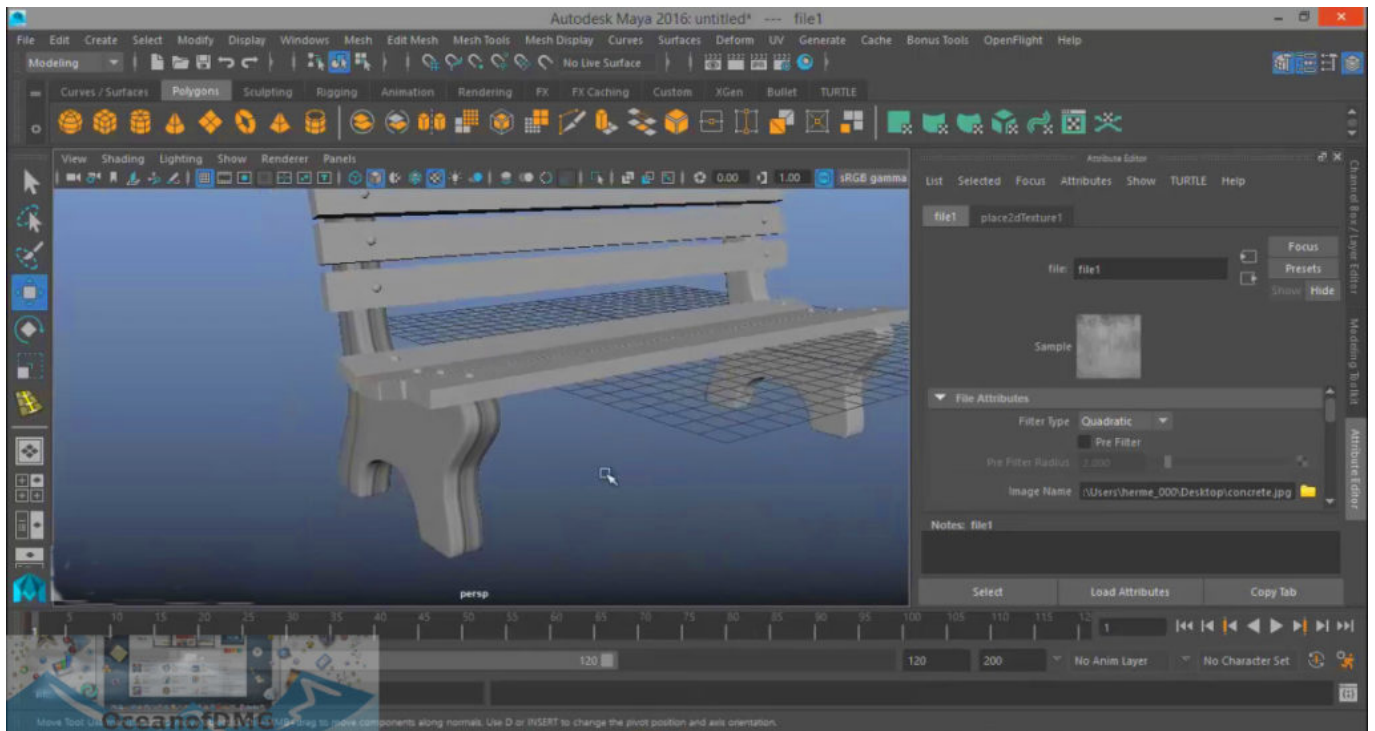 Autodesk Maya 2016: untitled* --- file1
File Edit Create Select Modify Display Windows Mesh Edit Mesh Mesh Tools Mesh Display Curves Surfaces Deform UV Generate Cache Bonus Tools OpenFlight Help
Modeling No Live Surface
Curves / Surfaces Polygons Sculpting Rigging Animation Rendering FX FX Caching Custom XGen Bullet TURTLE
View Shading Lighting Show Renderer Panels
0.00 1.00 sRGB gamma
Attribute Editor
List Selected Focus Attributes Show TURTLE Help
file1 place2dTexture1
Focus
file: file1 Presets
Show Hide
Sample
File Attributes
Filter Type Quadratic
Pre Filter
Pre Filter Radius 2.000
Image Name :\Users\herme_000\Desktop\concrete.jpg
Notes: file1
Select Load Attributes Copy Tab
Channel Box / Layer Editor
Modeling Toolkit
Attribute Editor
persp
1 5 10 15 20 25 30 35 40 45 50 55 60 65 70 75 80 85 90 95 100 105 110 115 12 1
120 120 200 No Anim Layer No Character Set
OceanofDMG
Move Tool: drag to move components along normals. Use D or INSERT to change the pivot position and axis orientation.